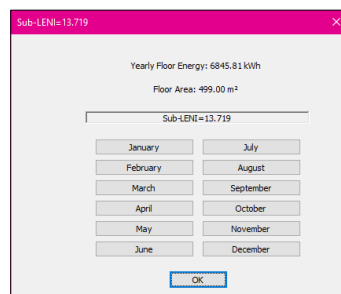 Sub-LENI=13.719
Yearly Floor Energy: 6845.81 kWh
Floor Area: 499.00 m²
Sub-LENI=13.719
January July
February August
March September
April October
May November
June December
OK